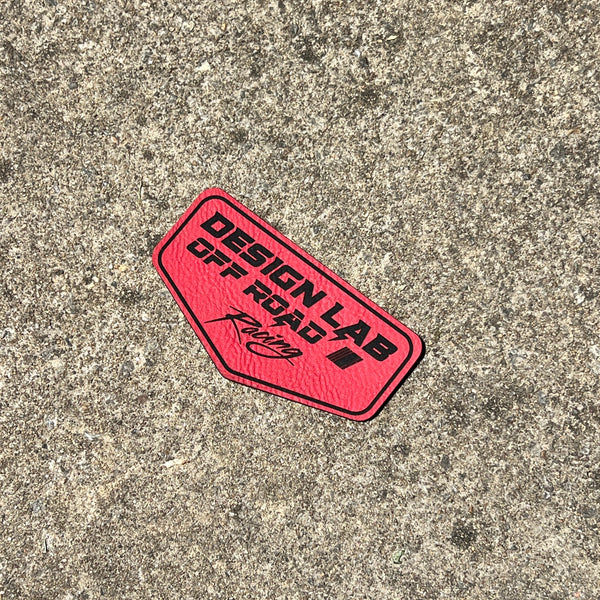 DESIGN LAB
OFF ROAD
Racing